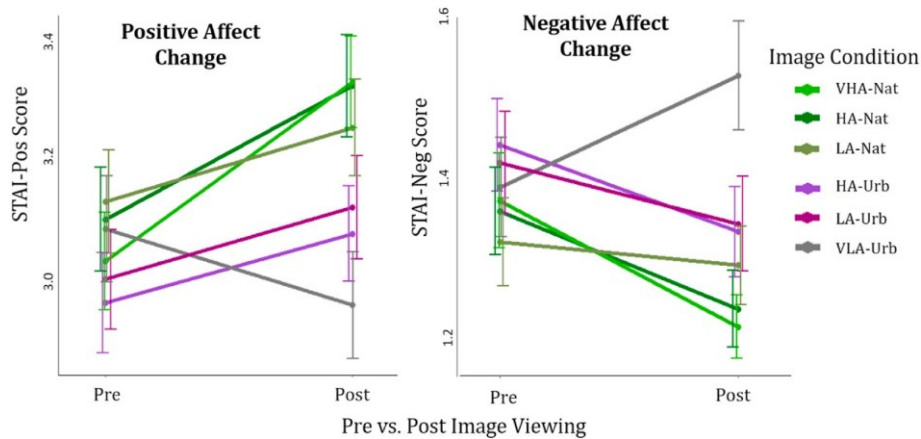 Positive Affect
Change
STAI-Pos Score
3.4
3.2
3.0
Pre
Post
Negative Affect
Change
STAI-Neg Score
1.6
1.4
1.2
Pre
Post
Pre vs. Post Image Viewing
Image Condition
VHA-Nat
HA-Nat
LA-Nat
HA-Urb
LA-Urb
VLA-Urb